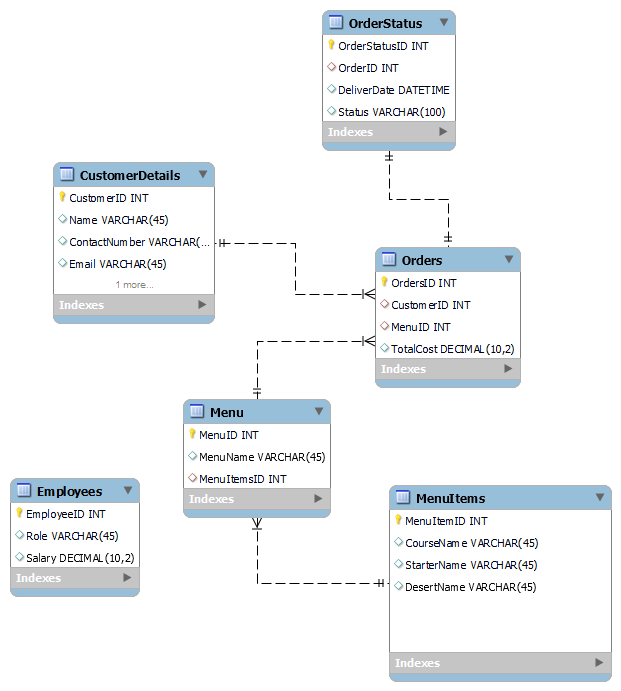 OrderStatus
OrderStatusID INT
OrderID INT
DeliverDate DATETIME
Status VARCHAR(100)
Indexes
CustomerDetails
CustomerID INT
Name VARCHAR(45)
ContactNumber VARCHAR(...
Email VARCHAR(45)
1 more...
Indexes
Orders
OrdersID INT
CustomerID INT
MenuID INT
TotalCost DECIMAL(10,2)
Indexes
Menu
MenuID INT
MenuName VARCHAR(45)
MenuItemsID INT
Indexes
Employees
EmployeeID INT
Role VARCHAR(45)
Salary DECIMAL(10,2)
Indexes
MenuItems
MenuItemID INT
CourseName VARCHAR(45)
StarterName VARCHAR(45)
DesertName VARCHAR(45)
Indexes